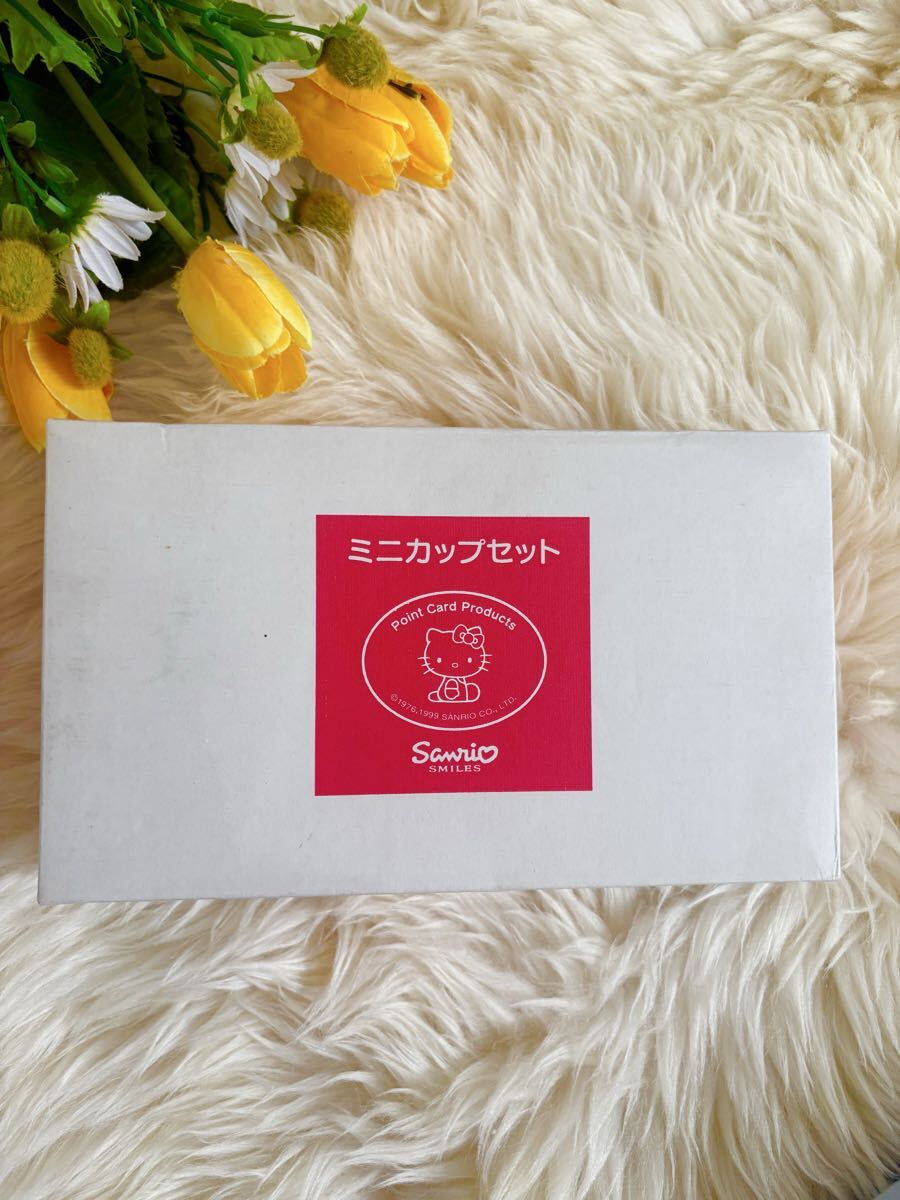 ミニカップセット
Point Card Products
©1976,1999 SANRIO CO., LTD.
Sanrio
SMILES